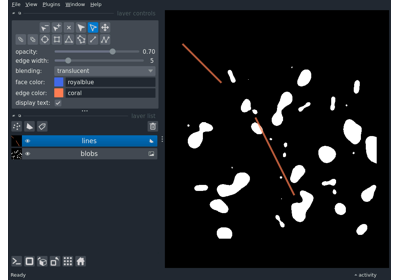 File View Plugins Window Help
layer controls
opacity: 0.70
edge width: 5
blending: translucent
face color: royalblue
edge color: coral
display text:
layer list
lines
blobs
Ready
activity